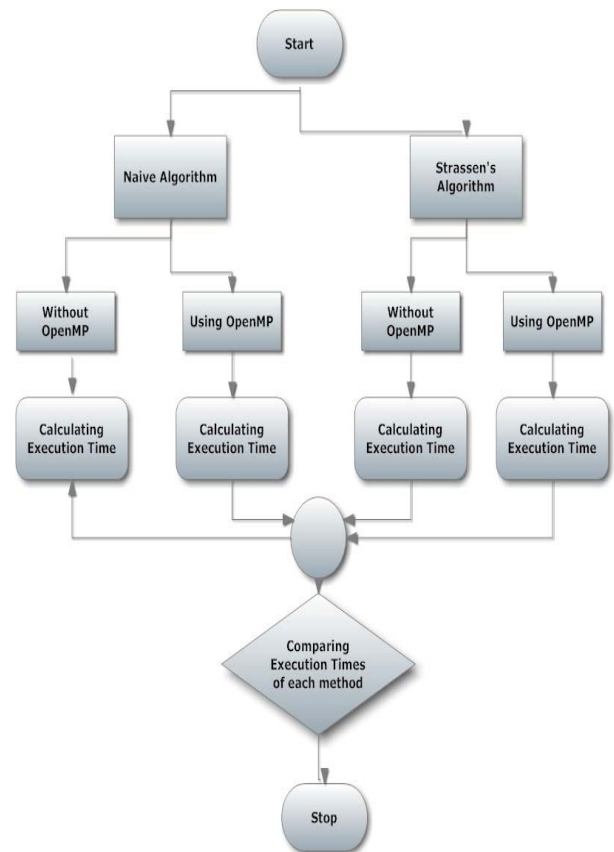 Start
Naive Algorithm
Strassen's
Algorithm
Without
OpenMP
Using OpenMP
Without
OpenMP
Using OpenMP
Calculating
Execution Time
Calculating
Execution Time
Calculating
Execution Time
Calculating
Execution Time
Comparing
Execution Times
of each method
Stop